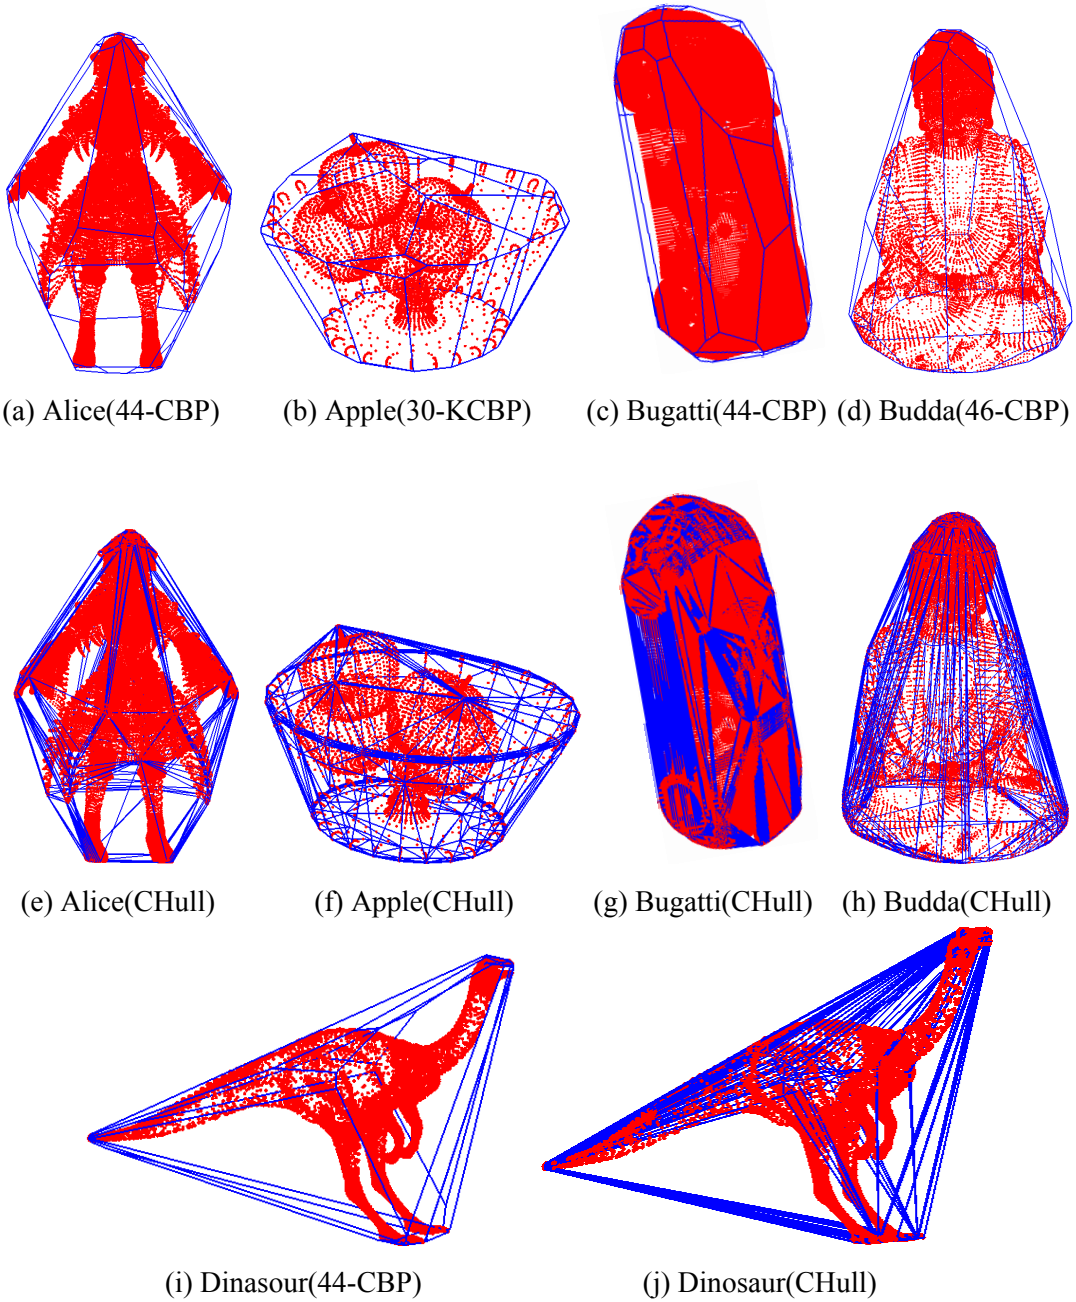 (a) Alice(44-CBP)
(b) Apple(30-KCBP)
(c) Bugatti(44-CBP)
(d) Budda(46-CBP)
(e) Alice(CHull)
(f) Apple(CHull)
(g) Bugatti(CHull)
(h) Budda(CHull)
(i) Dinasour(44-CBP)
(j) Dinosaur(CHull)